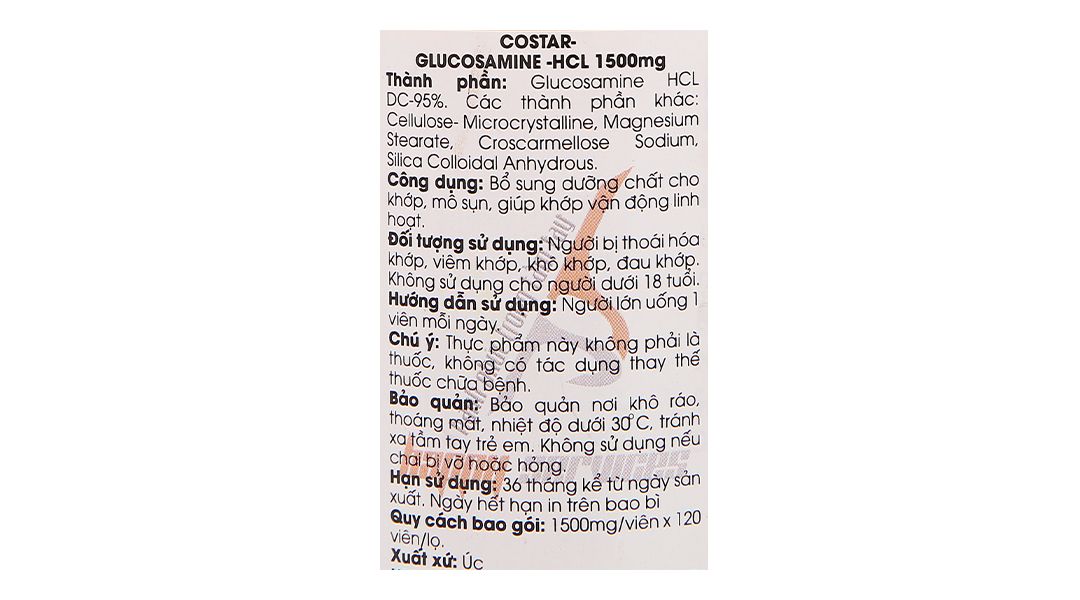 COSTAR-
GLUCOSAMINE -HCL 1500mg
Thành phần: Glucosamine HCL
DC-95%. Các thành phần khác:
Cellulose- Microcrystalline, Magnesium
Stearate, Croscarmellose Sodium,
Silica Colloidal Anhydrous.
Công dụng: Bổ sung dưỡng chất cho
khớp, mô sụn, giúp khớp vận động linh
hoạt.
Đối tượng sử dụng: Người bị thoái hóa
khớp, viêm khớp, khô khớp, đau khớp.
Không sử dụng cho người dưới 18 tuổi.
Hướng dẫn sử dụng: Người lớn uống 1
viên mỗi ngày.
Chú ý: Thực phẩm này không phải là
thuốc, không có tác dụng thay thế
thuốc chữa bệnh.
Bảo quản: Bảo quản nơi khô ráo,
thoáng mát, nhiệt độ dưới 30°C, tránh
xa tầm tay trẻ em. Không sử dụng nếu
chai bị vỡ hoặc hỏng.
Hạn sử dụng: 36 tháng kể từ ngày sản
xuất. Ngày hết hạn in trên bao bì
Quy cách bao gói: 1500mg/viên x 120
viên/lọ.
Xuất xứ: Úc